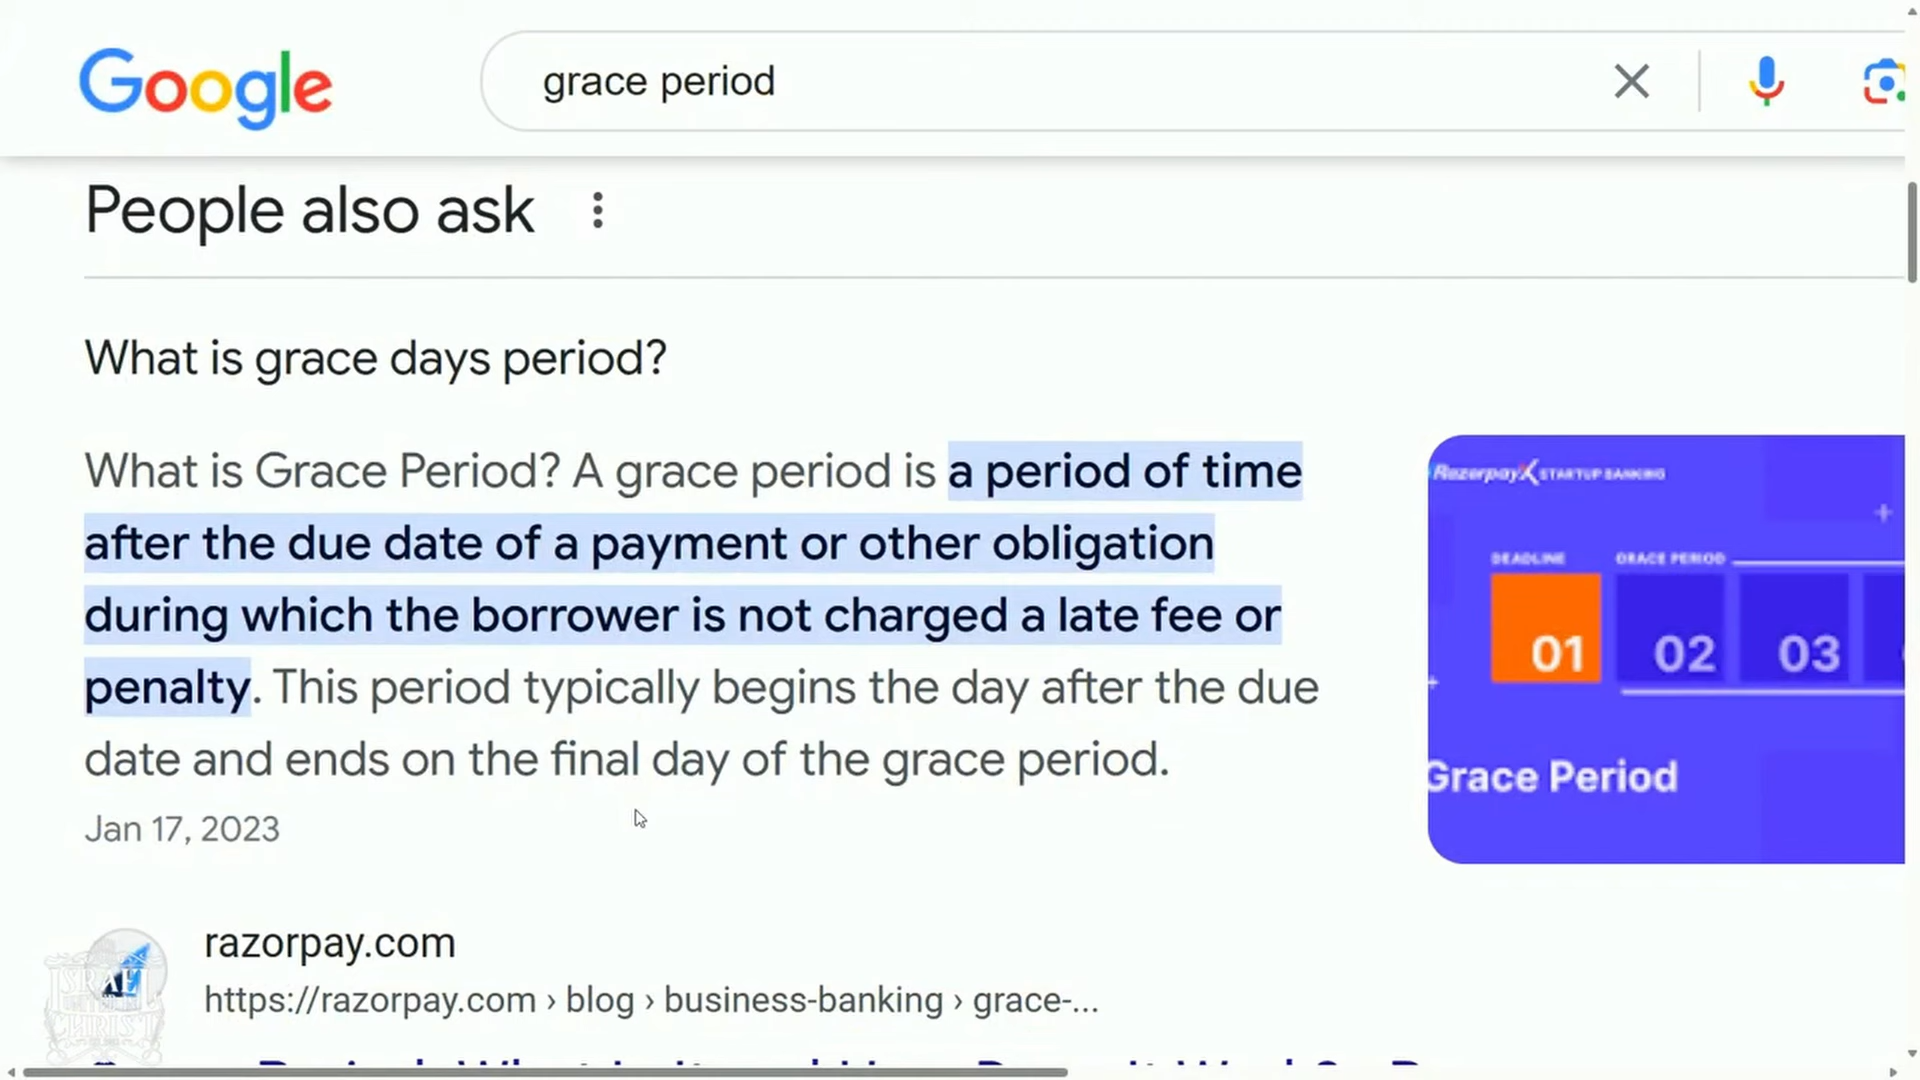 Google
grace period
People also ask
What is grace days period?
What is Grace Period? A grace period is a period of time
after the due date of a payment or other obligation
during which the borrower is not charged a late fee or
penalty. This period typically begins the day after the due
date and ends on the final day of the grace period.
Jan 17, 2023
RazorpayX STARTUP BANKING
DEADLINE
GRACE PERIOD
01 02 03
Grace Period
razorpay.com
https://razorpay.com › blog › business-banking › grace-...
ISRAEL
CHRIST